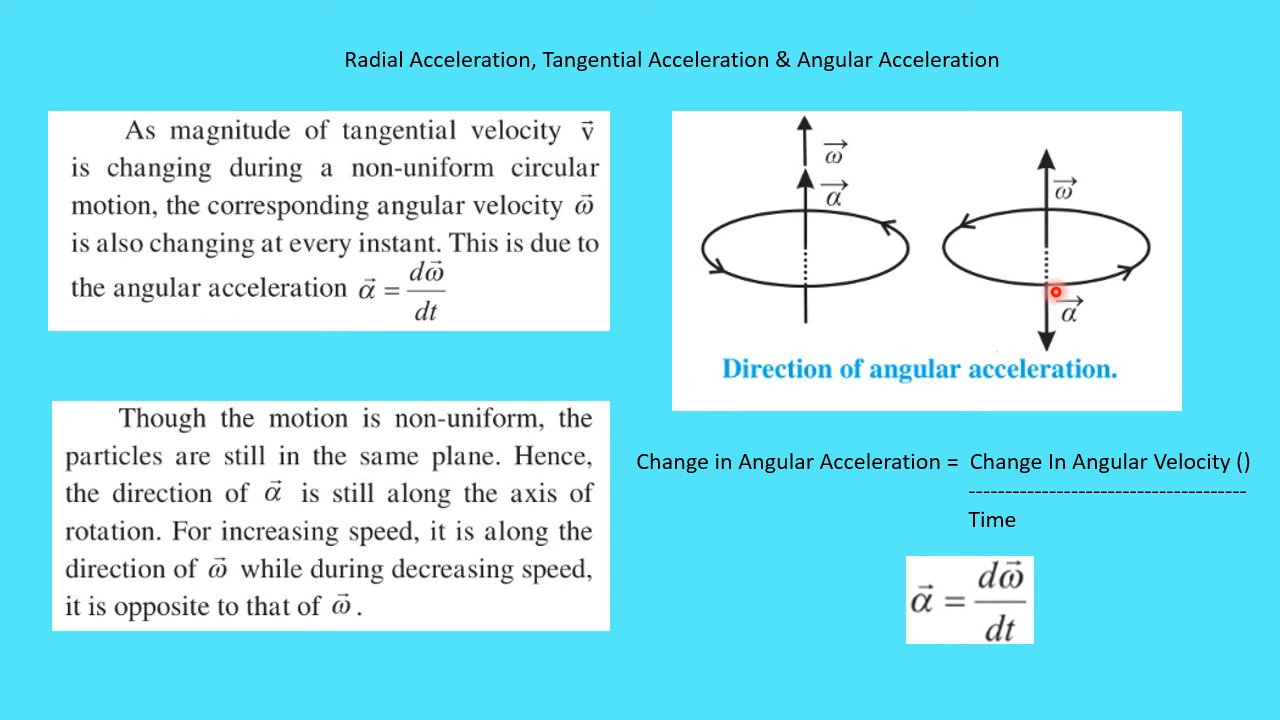 Radial Acceleration, Tangential Acceleration & Angular Acceleration
As magnitude of tangential velocity v⃗
is changing during a non-uniform circular
motion, the corresponding angular velocity ω⃗
is also changing at every instant. This is due to
the angular acceleration α⃗ = dω⃗/dt
Though the motion is non-uniform, the
particles are still in the same plane. Hence,
the direction of α⃗ is still along the axis of
rotation. For increasing speed, it is along the
direction of ω⃗ while during decreasing speed,
it is opposite to that of ω⃗.
ω⃗
α⃗
ω⃗
α⃗
Direction of angular acceleration.
Change in Angular Acceleration = Change In Angular Velocity ()
--------------------------------------
Time
α⃗ = dω⃗/dt